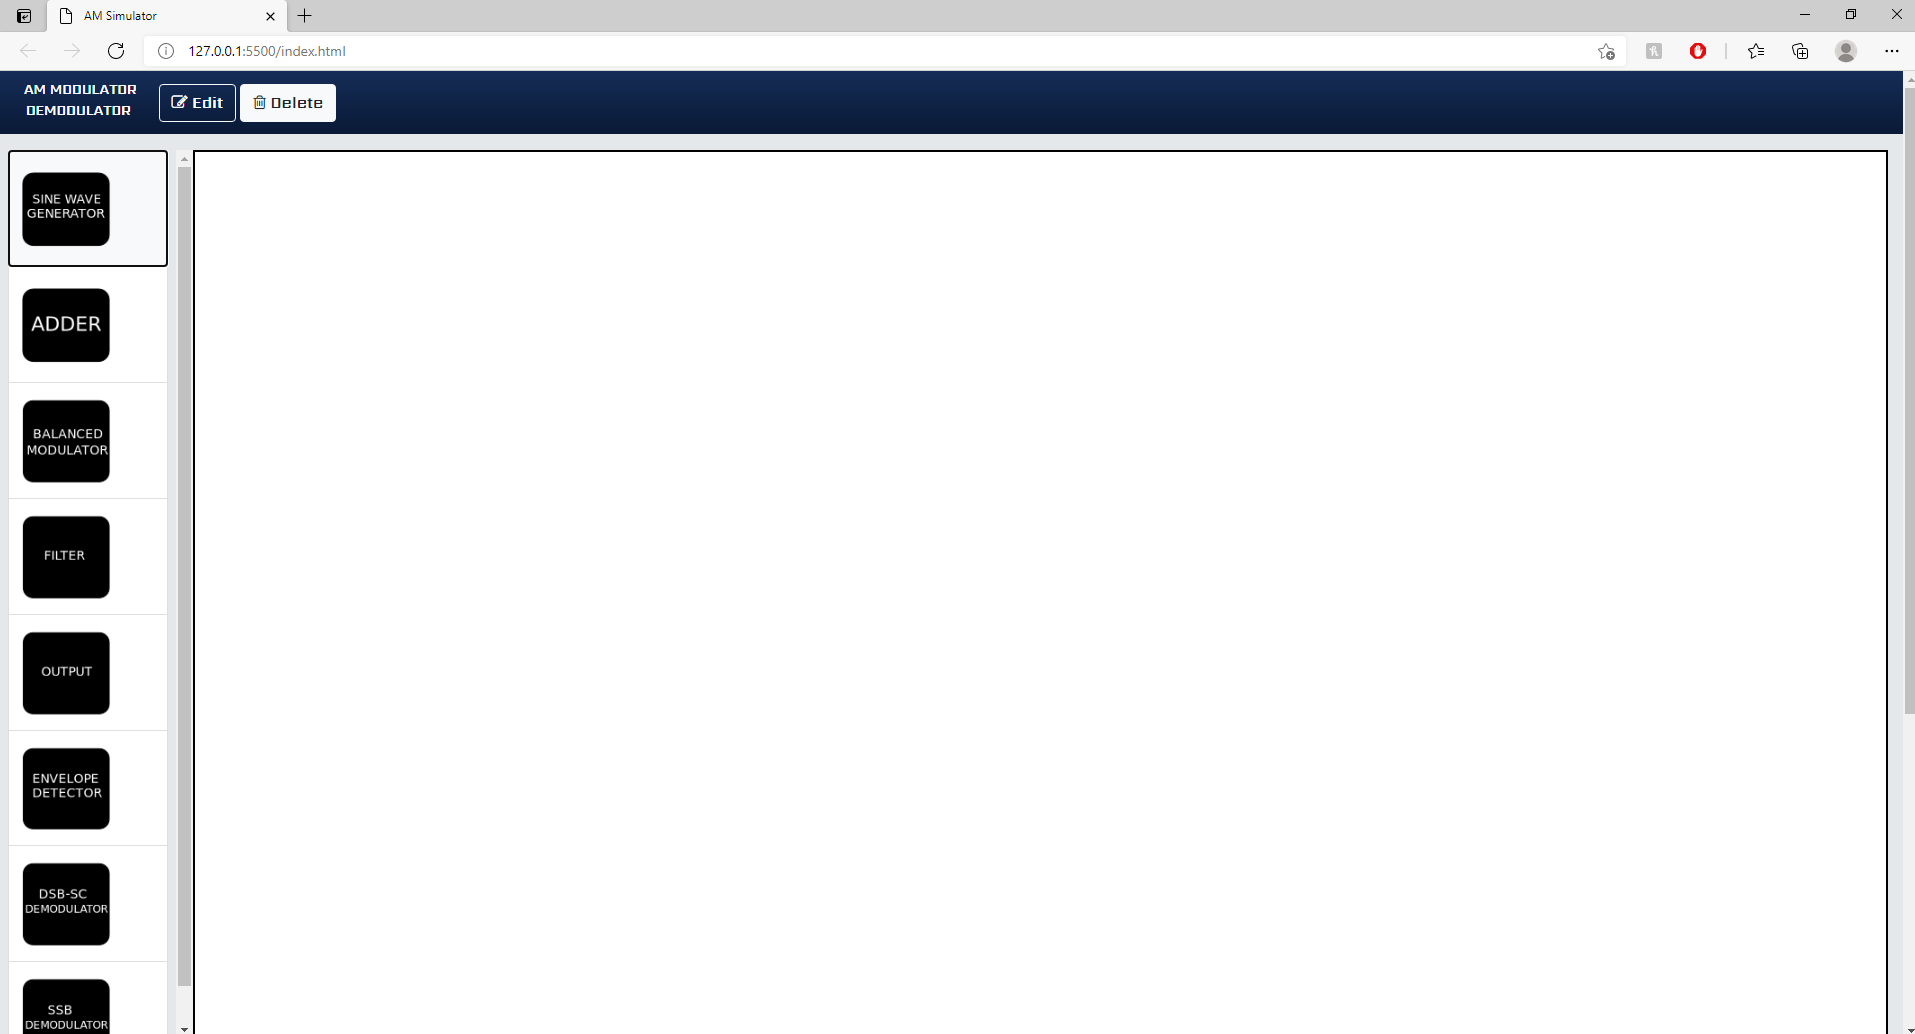 AM Simulator
127.0.0.1:5500/index.html
AM MODULATOR
DEMODULATOR
Edit
Delete
SINE WAVE
GENERATOR
ADDER
BALANCED
MODULATOR
FILTER
OUTPUT
ENVELOPE
DETECTOR
DSB-SC
DEMODULATOR
SSB
DEMODULATOR